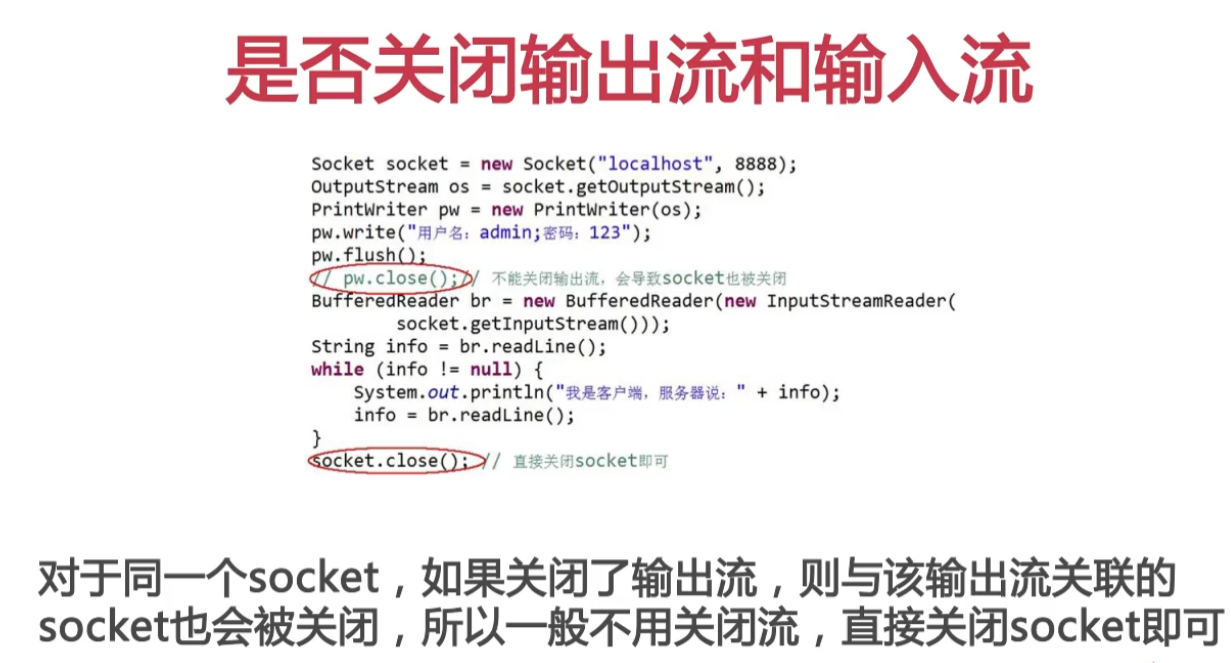 是否关闭输出流和输入流
Socket socket = new Socket("localhost", 8888);
OutputStream os = socket.getOutputStream();
PrintWriter pw = new PrintWriter(os);
pw.write("用户名：admin;密码：123");
pw.flush();
// pw.close();// 不能关闭输出流，会导致socket也被关闭
BufferedReader br = new BufferedReader(new InputStreamReader(
socket.getInputStream()));
String info = br.readLine();
while (info != null) {
System.out.println("我是客户端，服务器说：" + info);
info = br.readLine();
}
socket.close(); // 直接关闭socket即可
对于同一个socket，如果关闭了输出流，则与该输出流关联的
socket也会被关闭，所以一般不用关闭流，直接关闭socket即可